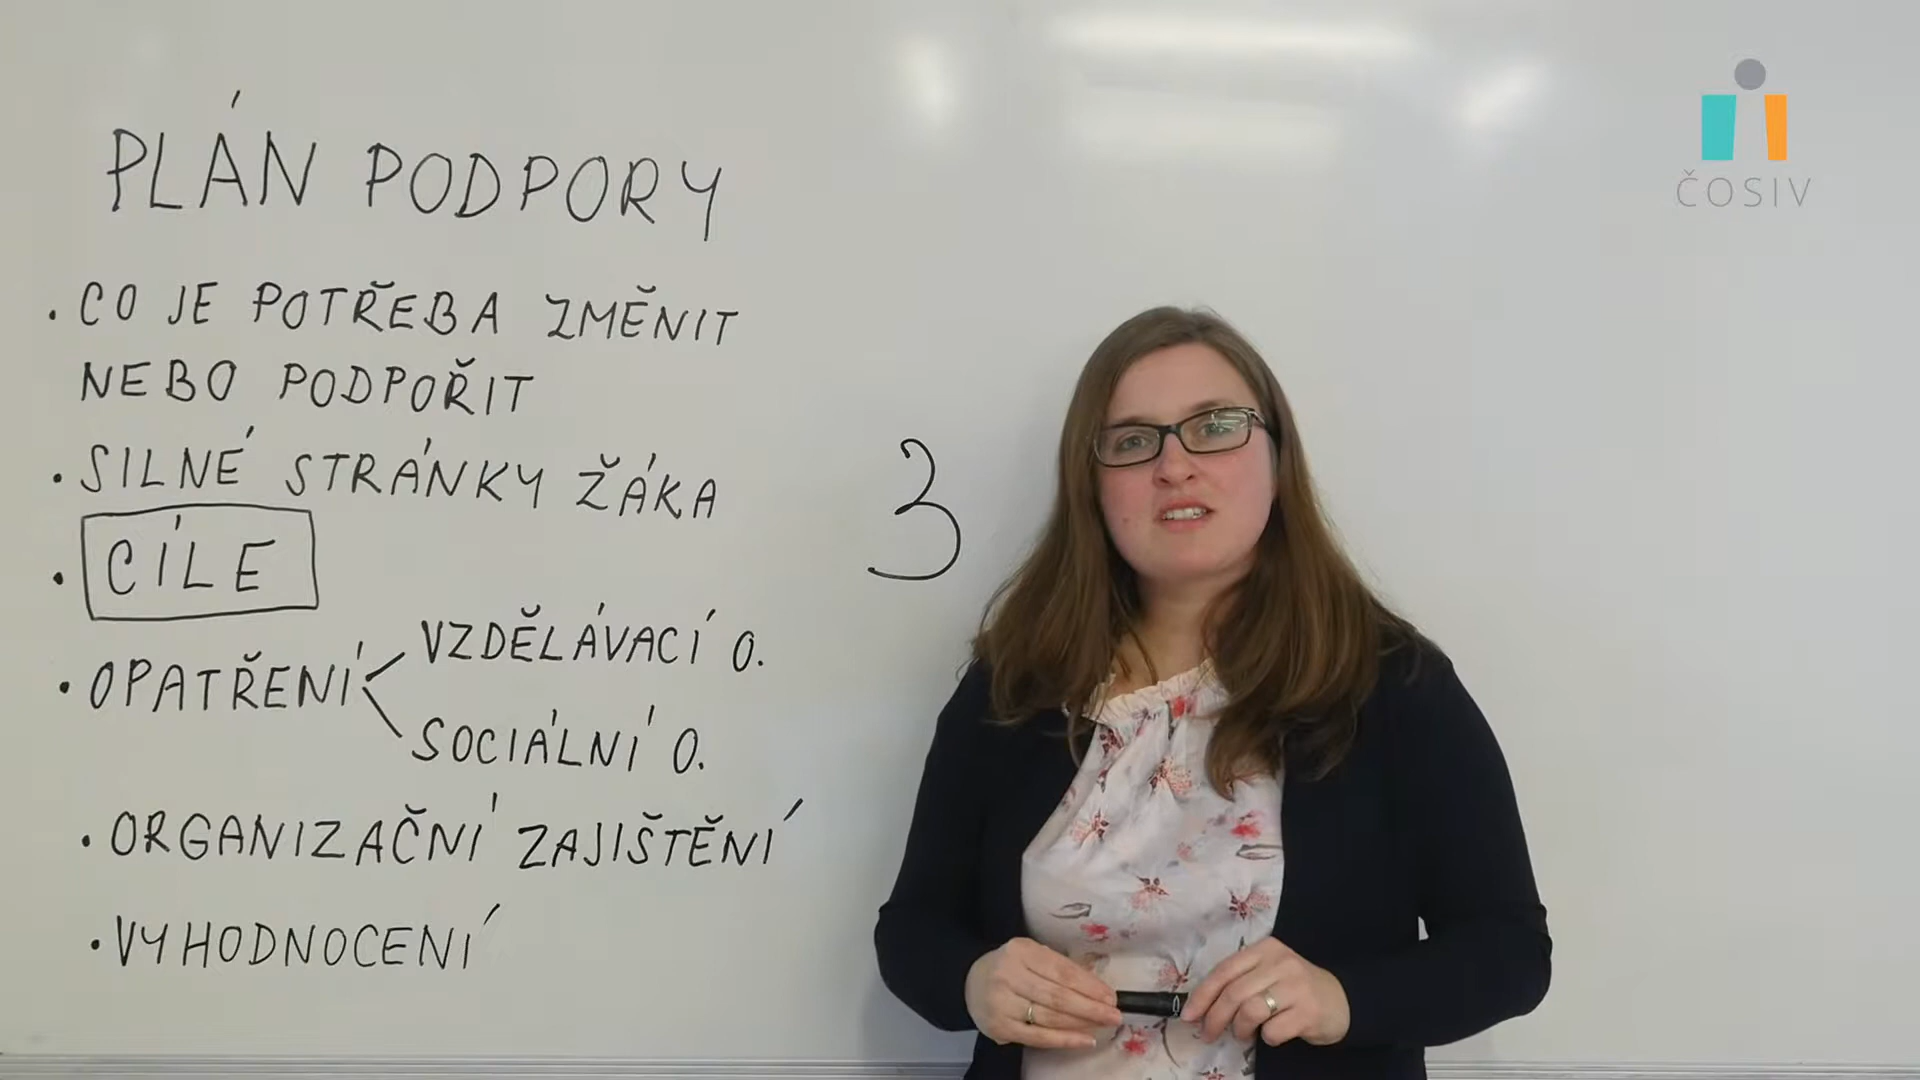 PLÁN PODPORY
• CO JE POTŘEBA ZMĚNIT
NEBO PODPOŘIT
• SILNÉ STRÁNKY ŽÁKA
• CÍLE
• OPATŘENÍ
VZDĚLÁVACÍ O.
SOCIÁLNÍ O.
• ORGANIZAČNÍ ZAJIŠTĚNÍ
• VYHODNOCENÍ
3
ČOSIV